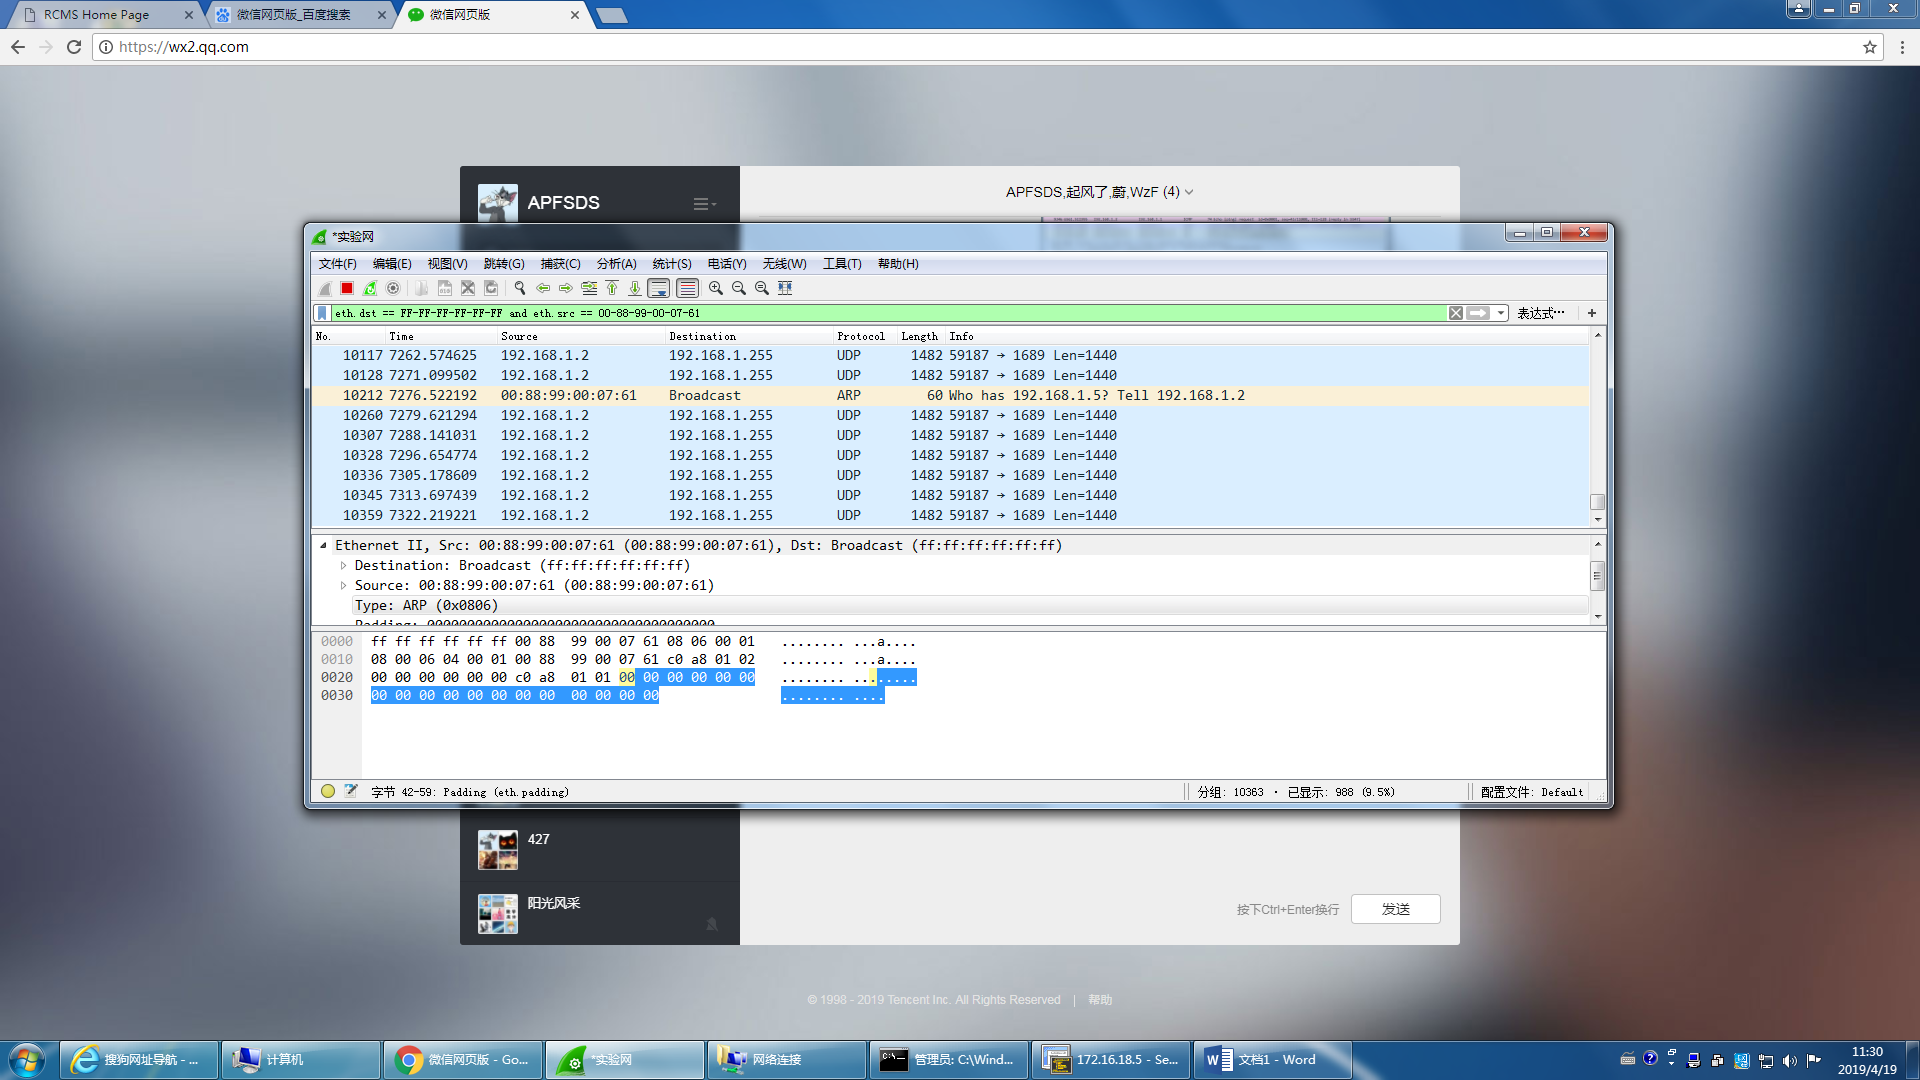 RCMS Home Page
微信网页版_百度搜索
微信网页版
https://wx2.qq.com
APFSDS
APFSDS,起风了,蔚,WzF (4)
*实验网
文件(F) 编辑(E) 视图(V) 跳转(G) 捕获(C) 分析(A) 统计(S) 电话(Y) 无线(W) 工具(T) 帮助(H)
eth.dst == FF-FF-FF-FF-FF-FF and eth.src == 00-88-99-00-07-61
表达式…
+
No. Time Source Destination Protocol Length Info
10117 7262.574625 192.168.1.2 192.168.1.255 UDP 1482 59187 → 1689 Len=1440
10128 7271.099502 192.168.1.2 192.168.1.255 UDP 1482 59187 → 1689 Len=1440
10212 7276.522192 00:88:99:00:07:61 Broadcast ARP 60 Who has 192.168.1.5? Tell 192.168.1.2
10260 7279.621294 192.168.1.2 192.168.1.255 UDP 1482 59187 → 1689 Len=1440
10307 7288.141031 192.168.1.2 192.168.1.255 UDP 1482 59187 → 1689 Len=1440
10328 7296.654774 192.168.1.2 192.168.1.255 UDP 1482 59187 → 1689 Len=1440
10336 7305.178609 192.168.1.2 192.168.1.255 UDP 1482 59187 → 1689 Len=1440
10345 7313.697439 192.168.1.2 192.168.1.255 UDP 1482 59187 → 1689 Len=1440
10359 7322.219221 192.168.1.2 192.168.1.255 UDP 1482 59187 → 1689 Len=1440
Ethernet II, Src: 00:88:99:00:07:61 (00:88:99:00:07:61), Dst: Broadcast (ff:ff:ff:ff:ff:ff)
Destination: Broadcast (ff:ff:ff:ff:ff:ff)
Source: 00:88:99:00:07:61 (00:88:99:00:07:61)
Type: ARP (0x0806)
Padding: 000000000000000000000000000000000000
0000 ff ff ff ff ff ff 00 88 99 00 07 61 08 06 00 01 ........ ...a....
0010 08 00 06 04 00 01 00 88 99 00 07 61 c0 a8 01 02 ........ ...a....
0020 00 00 00 00 00 00 c0 a8 01 01 00 00 00 00 00 00 ........ ........
0030 00 00 00 00 00 00 00 00 00 00 00 00 ........ ....
字节 42-59: Padding (eth.padding)
分组: 10363 · 已显示: 988 (9.5%)
配置文件: Default
427
阳光风采
按下Ctrl+Enter换行
发送
© 1998 - 2019 Tencent Inc. All Rights Reserved | 帮助
搜狗网址导航 - ...
计算机
微信网页版 - Go...
*实验网
网络连接
管理员: C:\Wind...
172.16.18.5 - Se...
文档1 - Word
11:30
2019/4/19